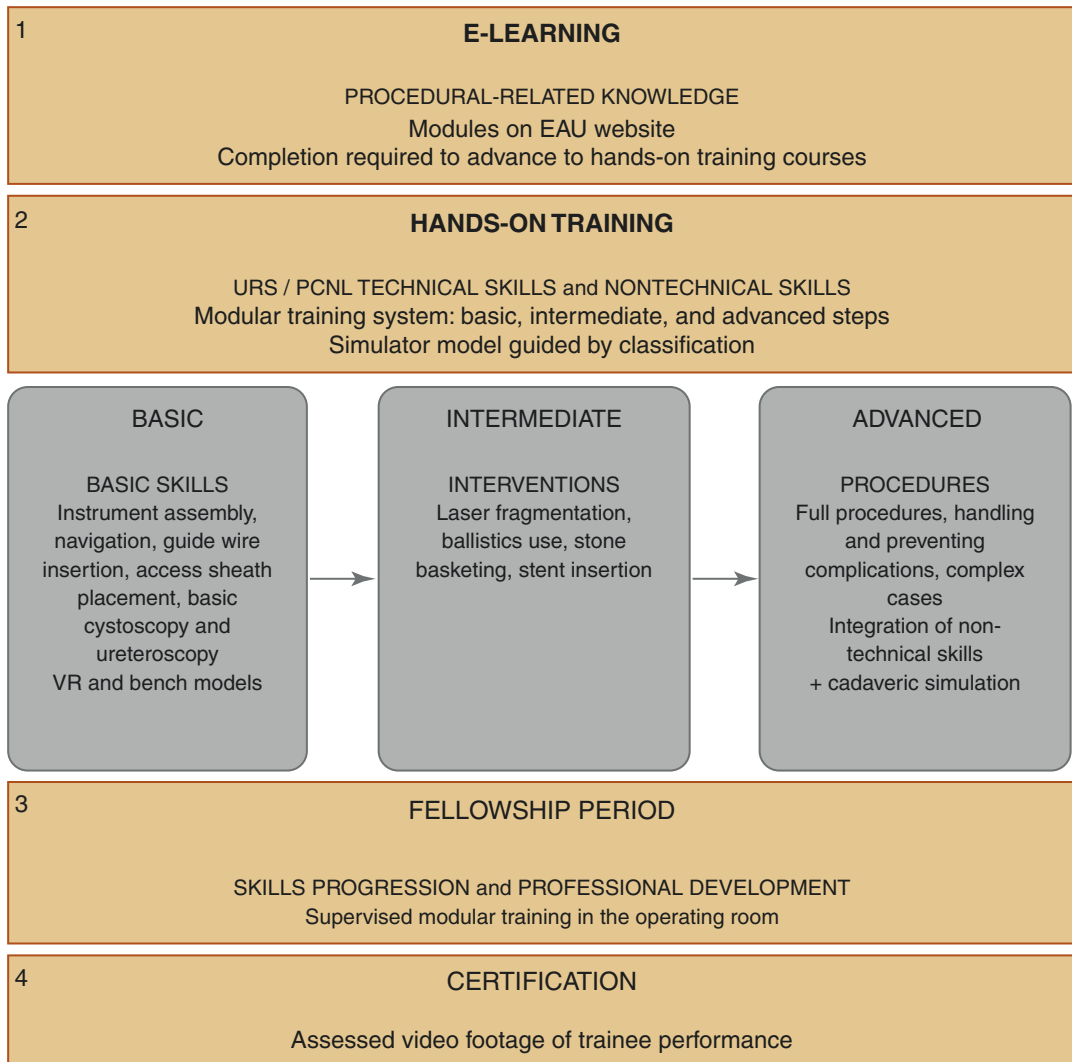 1
E-LEARNING
PROCEDURAL-RELATED KNOWLEDGE
Modules on EAU website
Completion required to advance to hands-on training courses
2
HANDS-ON TRAINING
URS / PCNL TECHNICAL SKILLS and NONTECHNICAL SKILLS
Modular training system: basic, intermediate, and advanced steps
Simulator model guided by classification
BASIC
BASIC SKILLS
Instrument assembly,
navigation, guide wire
insertion, access sheath
placement, basic
cystoscopy and
ureteroscopy
VR and bench models
INTERMEDIATE
INTERVENTIONS
Laser fragmentation,
ballistics use, stone
basketing, stent insertion
ADVANCED
PROCEDURES
Full procedures, handling
and preventing
complications, complex
cases
Integration of non-
technical skills
+ cadaveric simulation
3
FELLOWSHIP PERIOD
SKILLS PROGRESSION and PROFESSIONAL DEVELOPMENT
Supervised modular training in the operating room
4
CERTIFICATION
Assessed video footage of trainee performance